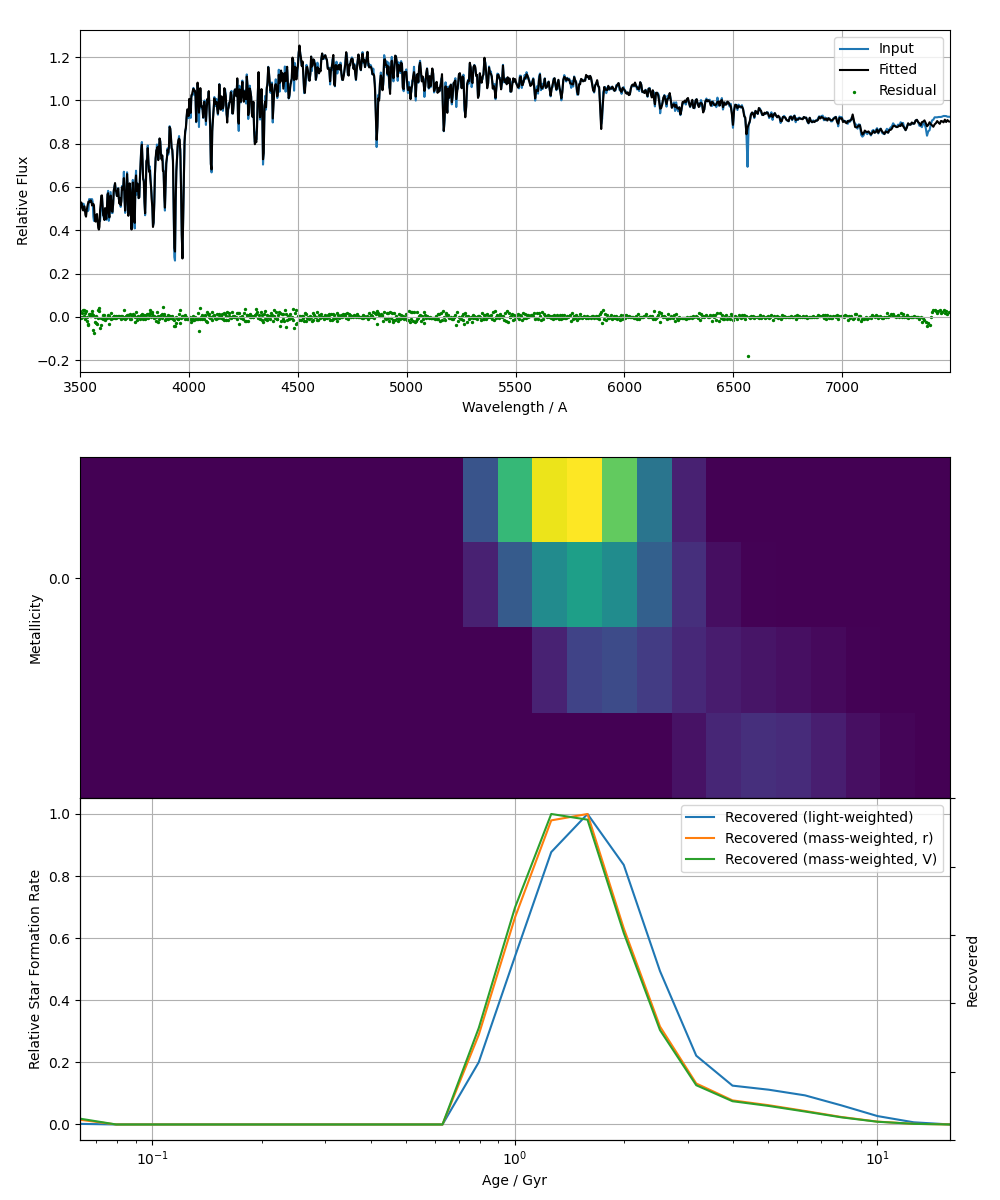 1.2
1.0
0.8
0.6
0.4
0.2
0.0
−0.2
Relative Flux
Input
Fitted
Residual
3500 4000 4500 5000 5500 6000 6500 7000
Wavelength / A
0.0
Metallicity
1.0
0.8
0.6
0.4
0.2
0.0
Relative Star Formation Rate
Recovered (light-weighted)
Recovered (mass-weighted, r)
Recovered (mass-weighted, V)
Recovered
10⁻¹ 10⁰ 10¹
Age / Gyr